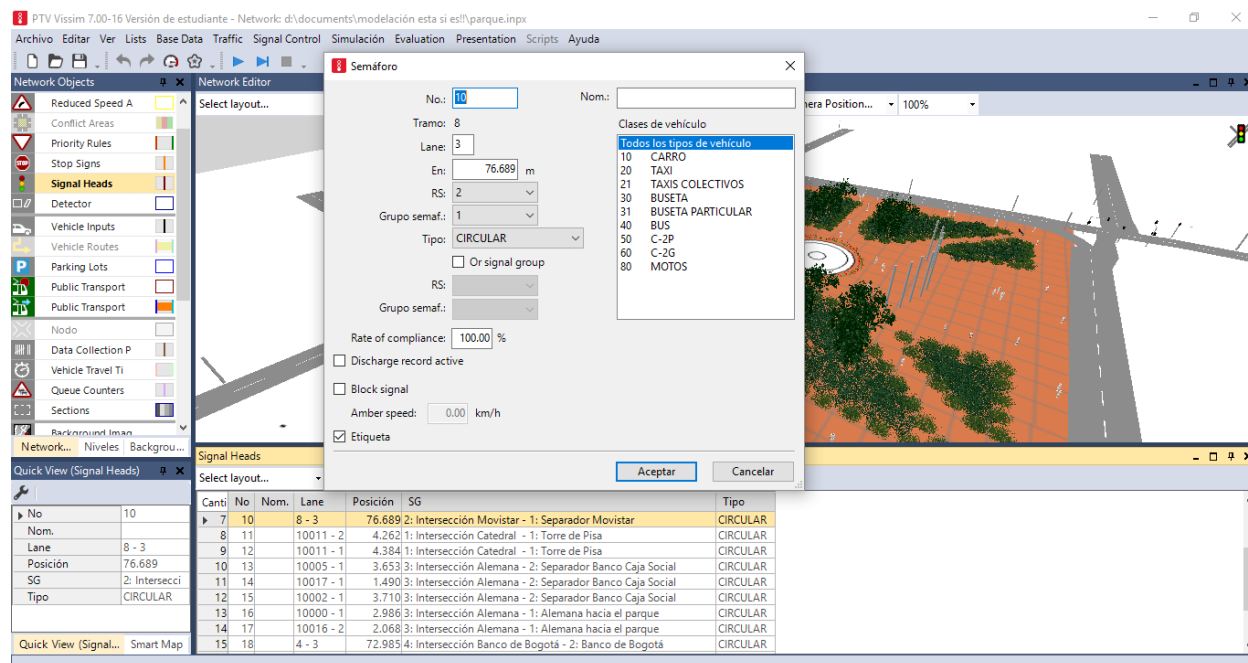 PTV Vissim 7.00-16 Versión de estudiante - Network: d:\documents\modelación esta si es!!\parque.inpx
Archivo Editar Ver Lists Base Data Traffic Signal Control Simulación Evaluation Presentation Scripts Ayuda
Network Objects
Reduced Speed A
Conflict Areas
Priority Rules
Stop Signs
Signal Heads
Detector
Vehicle Inputs
Vehicle Routes
Parking Lots
Public Transport
Public Transport
Nodo
Data Collection P
Vehicle Travel Ti
Queue Counters
Sections
Background Imag
Network... Niveles Backgrou...
Network Editor
Select layout...
mera Position... 100%
Semáforo
No.: 10
Nom.:
Tramo: 8
Lane: 3
En: 76.689 m
RS: 2
Grupo semaf.: 1
Tipo: CIRCULAR
Or signal group
RS:
Grupo semaf.:
Rate of compliance: 100.00 %
Discharge record active
Block signal
Amber speed: 0.00 km/h
Etiqueta
Clases de vehículo
Todos los tipos de vehículo
10 CARRO
20 TAXI
21 TAXIS COLECTIVOS
30 BUSETA
31 BUSETA PARTICULAR
40 BUS
50 C-2P
60 C-2G
80 MOTOS
Aceptar Cancelar
Quick View (Signal Heads)
No 10
Nom.
Lane 8 - 3
Posición 76.689
SG 2: Intersecci
Tipo CIRCULAR
Quick View (Signal... Smart Map
Signal Heads
Select layout...
Canti No Nom. Lane Posición SG Tipo
7 10 8 - 3 76.689 2: Intersección Movistar - 1: Separador Movistar CIRCULAR
8 11 10011 - 2 4.262 1: Intersección Catedral - 1: Torre de Pisa CIRCULAR
9 12 10011 - 1 4.384 1: Intersección Catedral - 1: Torre de Pisa CIRCULAR
10 13 10005 - 1 3.653 3: Intersección Alemana - 2: Separador Banco Caja Social CIRCULAR
11 14 10017 - 1 1.490 3: Intersección Alemana - 2: Separador Banco Caja Social CIRCULAR
12 15 10002 - 1 3.710 3: Intersección Alemana - 2: Separador Banco Caja Social CIRCULAR
13 16 10000 - 1 2.986 3: Intersección Alemana - 1: Alemana hacia el parque CIRCULAR
14 17 10016 - 2 2.068 3: Intersección Alemana - 1: Alemana hacia el parque CIRCULAR
15 18 4 - 3 72.985 4: Intersección Banco de Bogotá - 2: Banco de Bogotá CIRCULAR